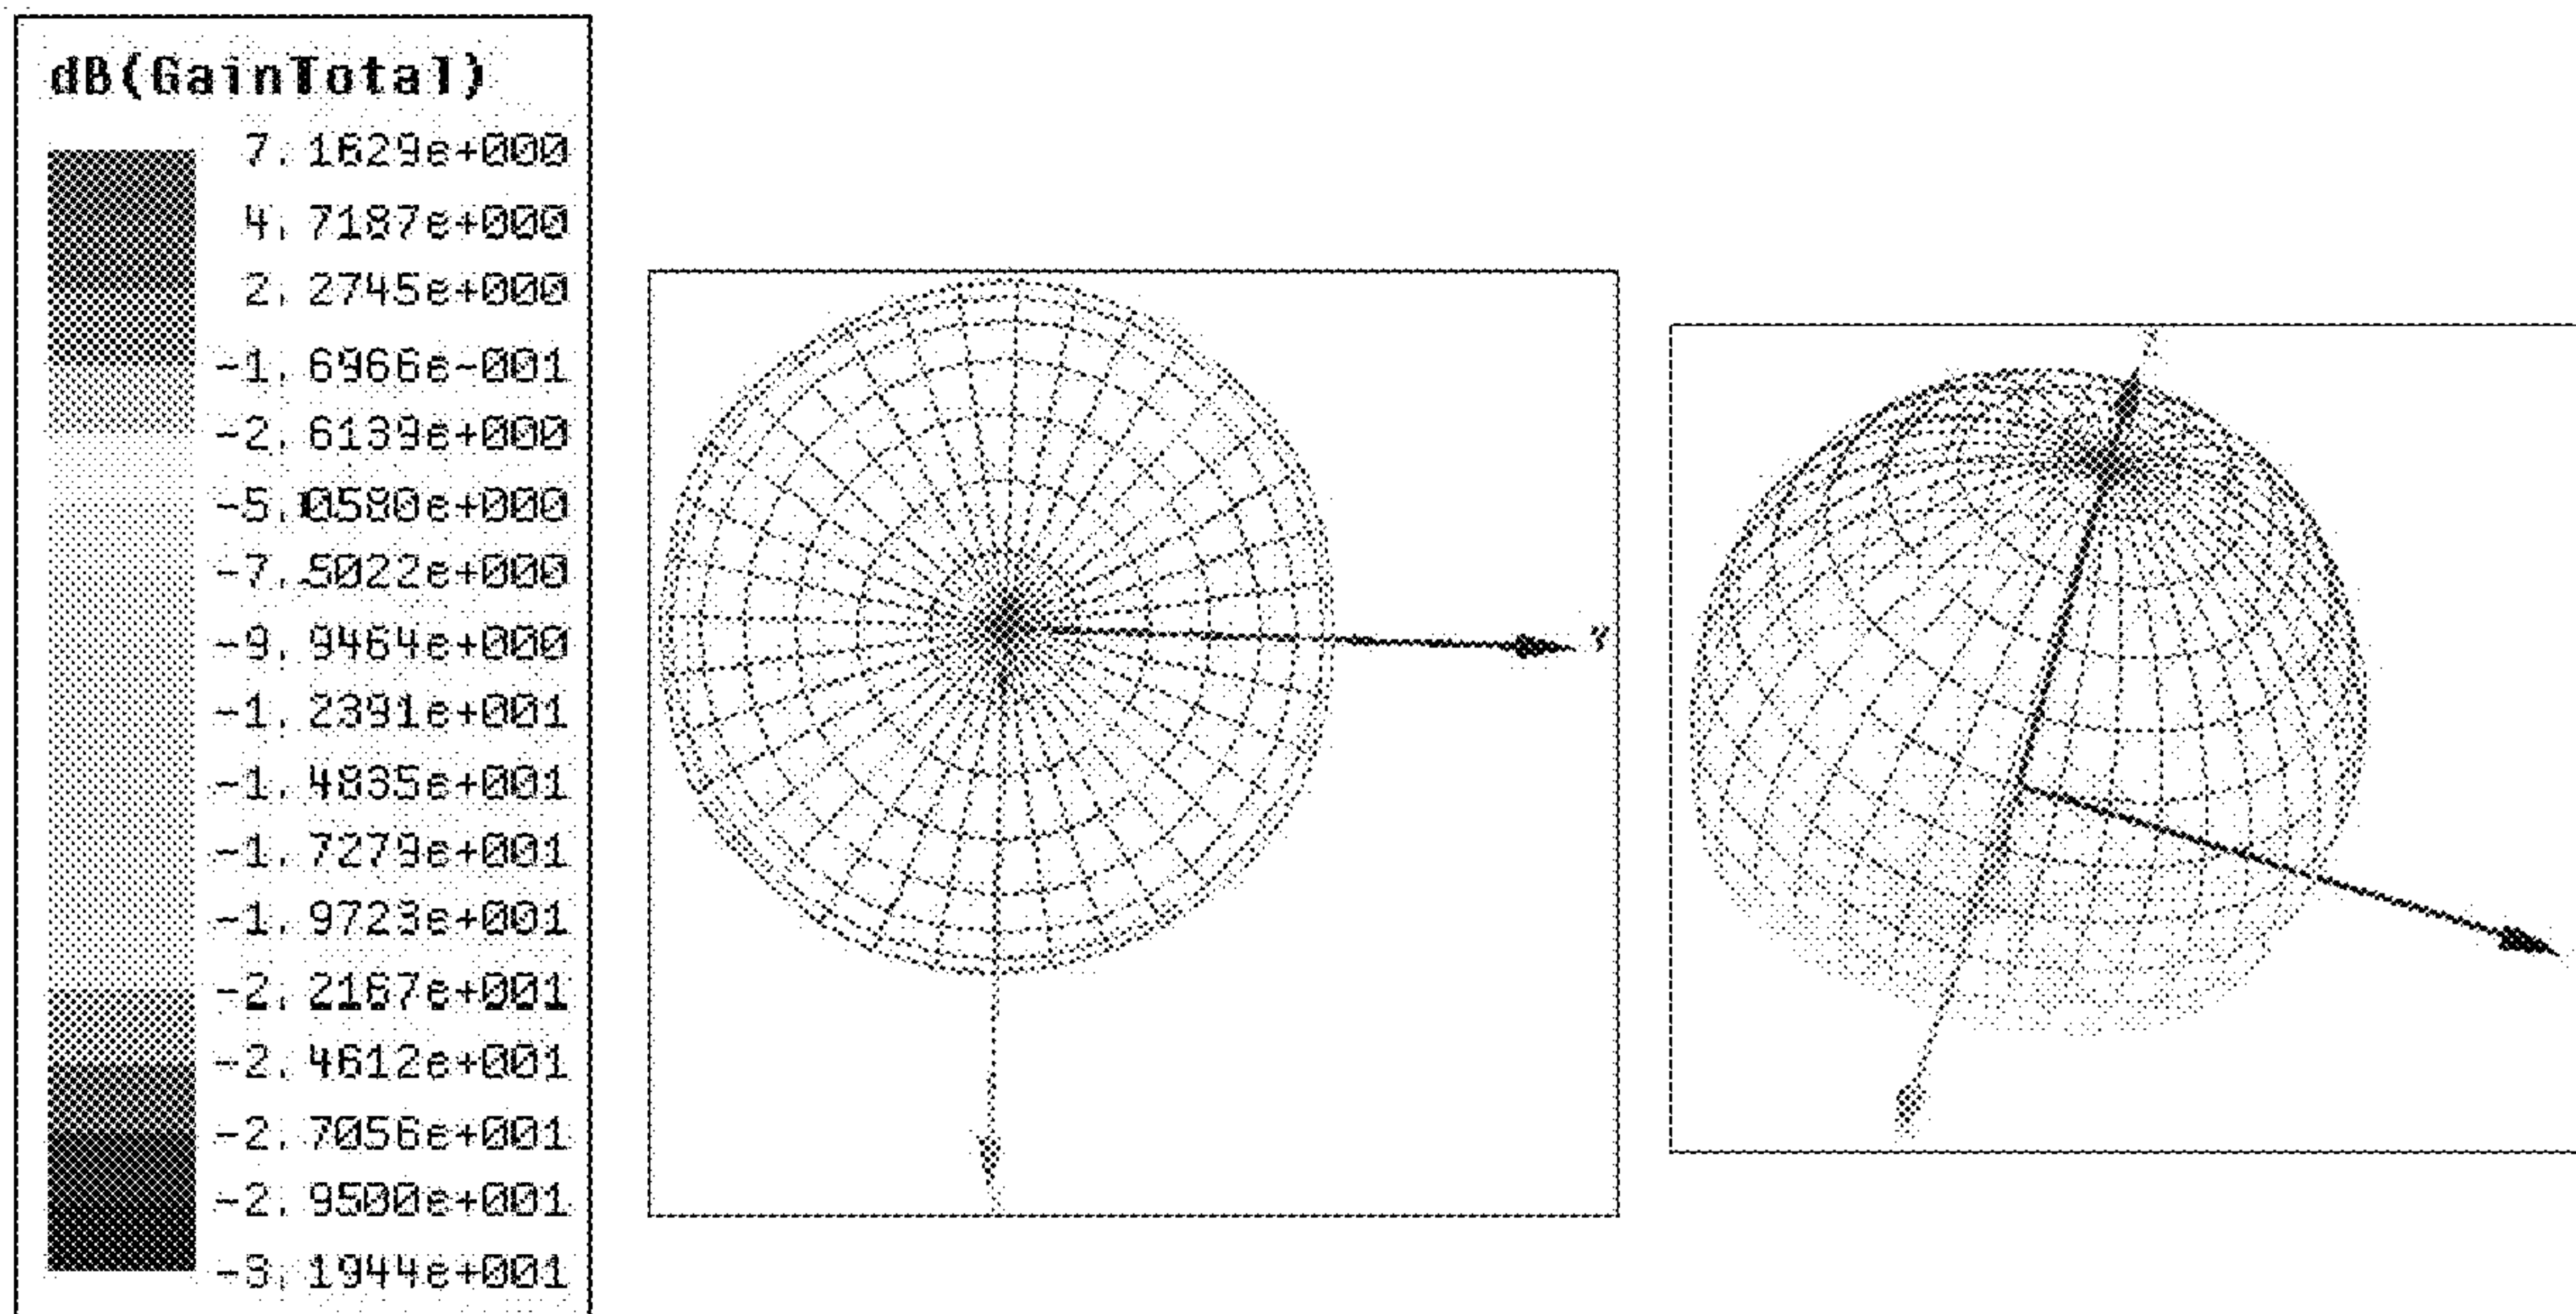 dB(GainTotal)
7.1629e+000
4.7187e+000
2.2745e+000
-1.6966e-001
-2.6139e+000
-5.0580e+000
-7.5022e+000
-9.9464e+000
-1.2391e+001
-1.4835e+001
-1.7279e+001
-1.9723e+001
-2.2167e+001
-2.4612e+001
-2.7056e+001
-2.9500e+001
-3.1944e+001
Y